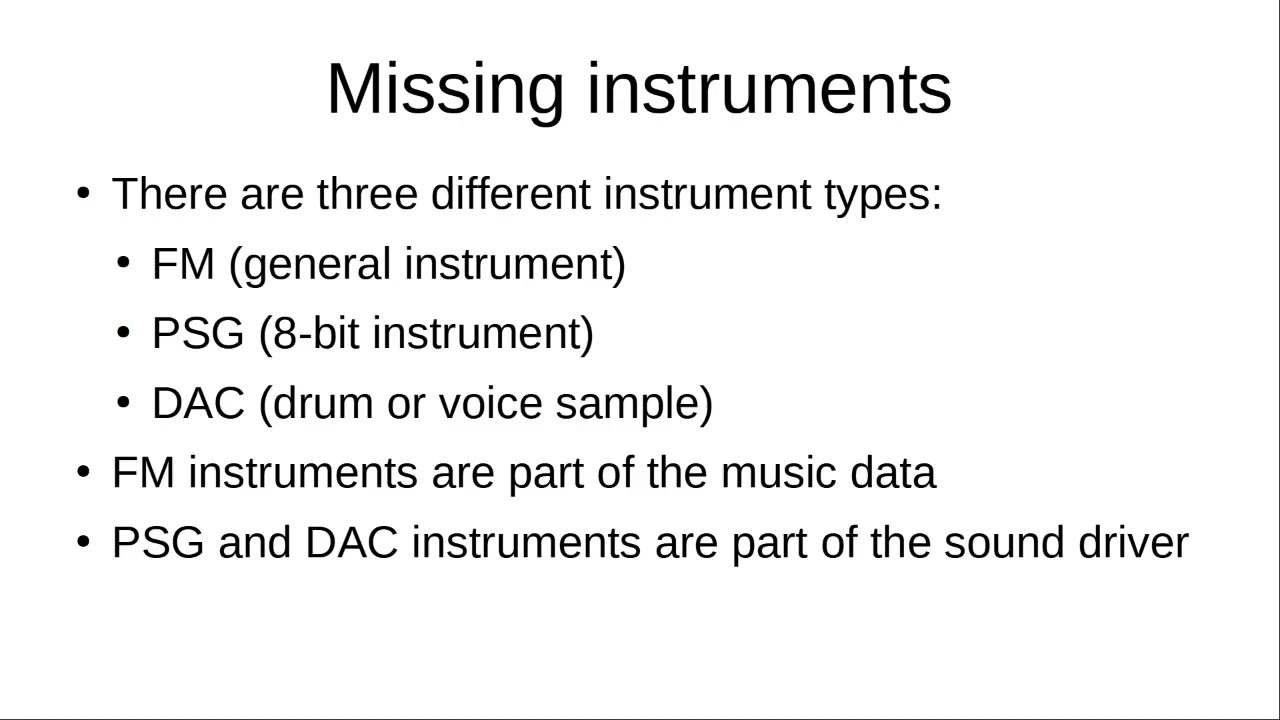 Missing instruments
• There are three different instrument types:
• FM (general instrument)
• PSG (8-bit instrument)
• DAC (drum or voice sample)
• FM instruments are part of the music data
• PSG and DAC instruments are part of the sound driver